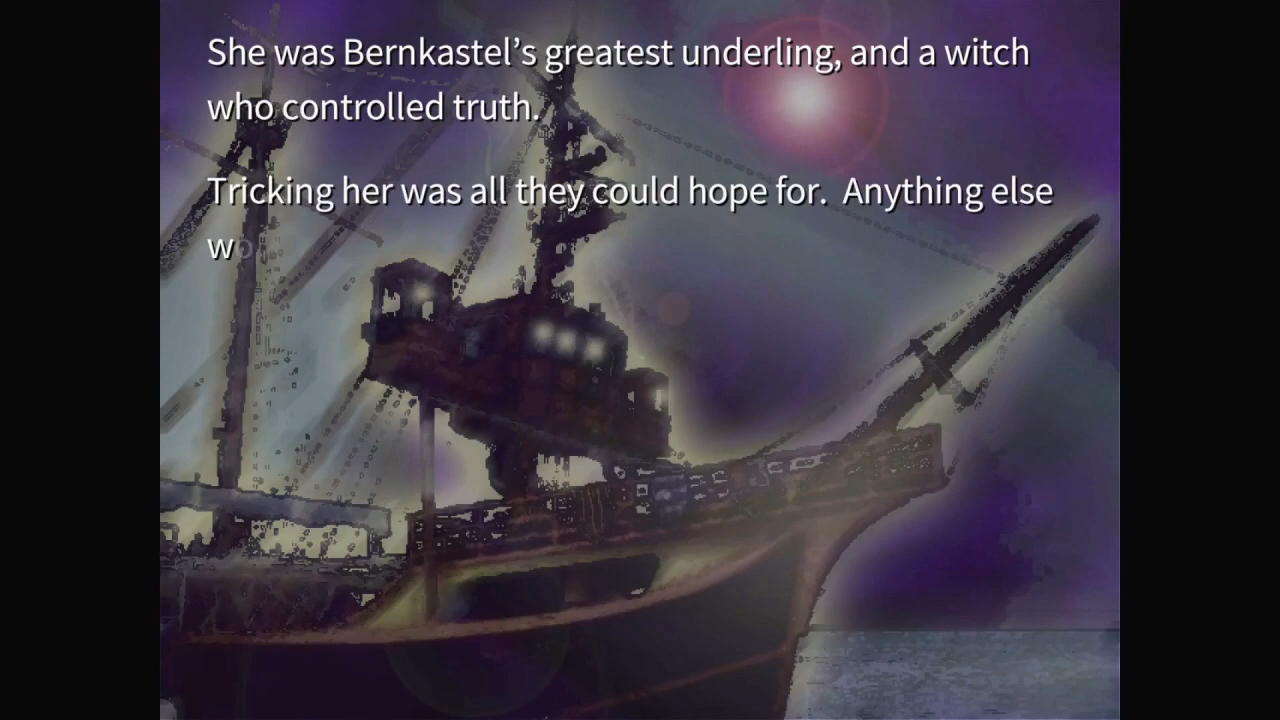 She was Bernkastel’s greatest underling, and a witch
who controlled truth.
Tricking her was all they could hope for.  Anything else
w